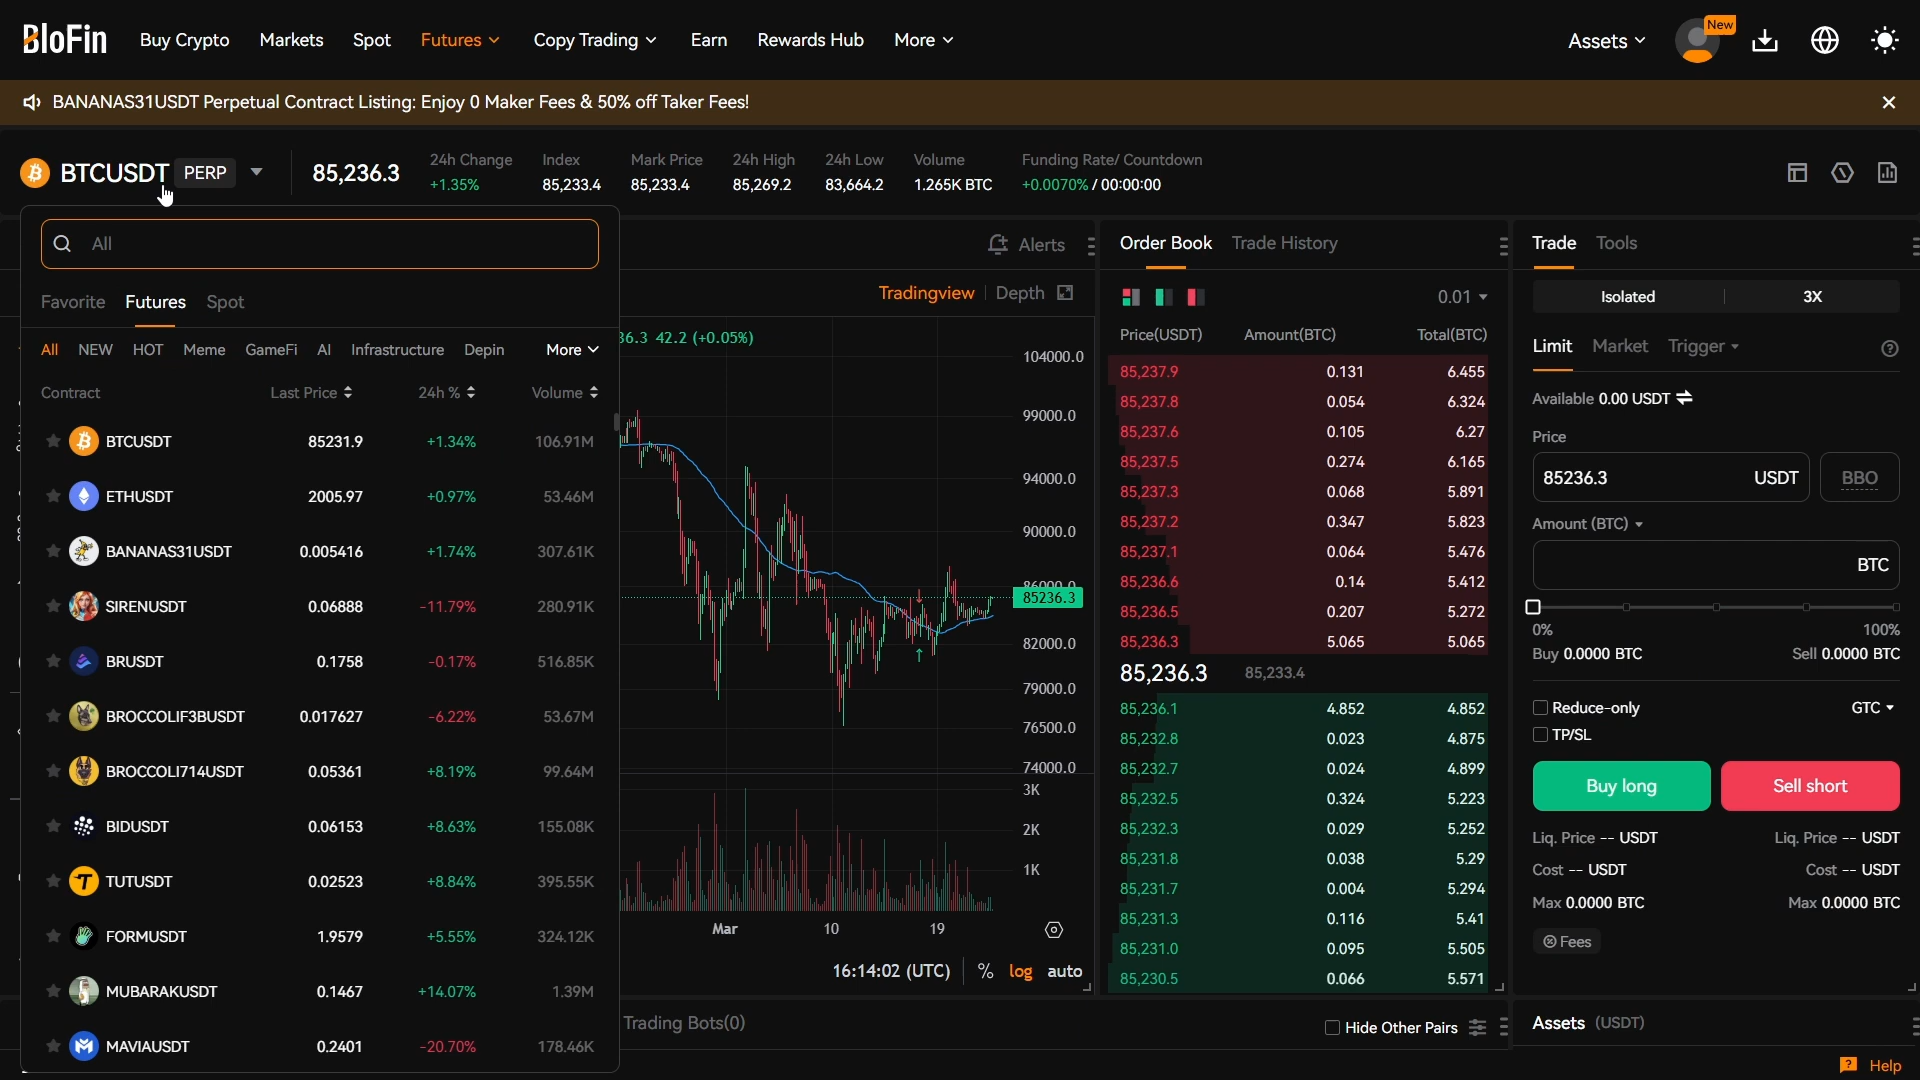 BloFin Buy Crypto Markets Spot Futures Copy Trading Earn Rewards Hub More Assets New
BANANAS31USDT Perpetual Contract Listing: Enjoy 0 Maker Fees & 50% off Taker Fees!
BTCUSDT PERP 85,236.3
24h Change Index Mark Price 24h High 24h Low Volume Funding Rate/ Countdown
+1.35% 85,233.4 85,233.4 85,269.2 83,664.2 1.265K BTC +0.0070% / 00:00:00
All
Favorite Futures Spot
All NEW HOT Meme GameFi AI Infrastructure Depin More
Contract Last Price 24h % Volume
BTCUSDT 85231.9 +1.34% 106.91M
ETHUSDT 2005.97 +0.97% 53.46M
BANANAS31USDT 0.005416 +1.74% 307.61K
SIRENUSDT 0.06888 -11.79% 280.91K
BRUSDT 0.1758 -0.17% 516.85K
BROCCOLIF3BUSDT 0.017627 -6.22% 53.67M
BROCCOLI714USDT 0.05361 +8.19% 99.64M
BIDUSDT 0.06153 +8.63% 155.08K
TUTUSDT 0.02523 +8.84% 395.55K
FORMUSDT 1.9579 +5.55% 324.12K
MUBARAKUSDT 0.1467 +14.07% 1.39M
MAVIAUSDT 0.2401 -20.70% 178.46K
Alerts
Tradingview Depth
36.3 42.2 (+0.05%)
104000.0
99000.0
94000.0
90000.0
86000.0
85236.3
82000.0
79000.0
76500.0
74000.0
3K
2K
1K
Mar 10 19
16:14:02 (UTC) % log auto
Trading Bots(0) Hide Other Pairs
Order Book Trade History
0.01
Price(USDT) Amount(BTC) Total(BTC)
85,237.9 0.131 6.455
85,237.8 0.054 6.324
85,237.6 0.105 6.27
85,237.5 0.274 6.165
85,237.3 0.068 5.891
85,237.2 0.347 5.823
85,237.1 0.064 5.476
85,236.6 0.14 5.412
85,236.5 0.207 5.272
85,236.3 5.065 5.065
85,236.3 85,233.4
85,236.1 4.852 4.852
85,232.8 0.023 4.875
85,232.7 0.024 4.899
85,232.5 0.324 5.223
85,232.3 0.029 5.252
85,231.8 0.038 5.29
85,231.7 0.004 5.294
85,231.3 0.116 5.41
85,231.0 0.095 5.505
85,230.5 0.066 5.571
Trade Tools
Isolated 3X
Limit Market Trigger
Available 0.00 USDT
Price
85236.3 USDT BBO
Amount (BTC)
BTC
0% 100%
Buy 0.0000 BTC Sell 0.0000 BTC
Reduce-only GTC
TP/SL
Buy long Sell short
Liq. Price -- USDT Liq. Price -- USDT
Cost -- USDT Cost -- USDT
Max 0.0000 BTC Max 0.0000 BTC
Fees
Assets (USDT)
Help